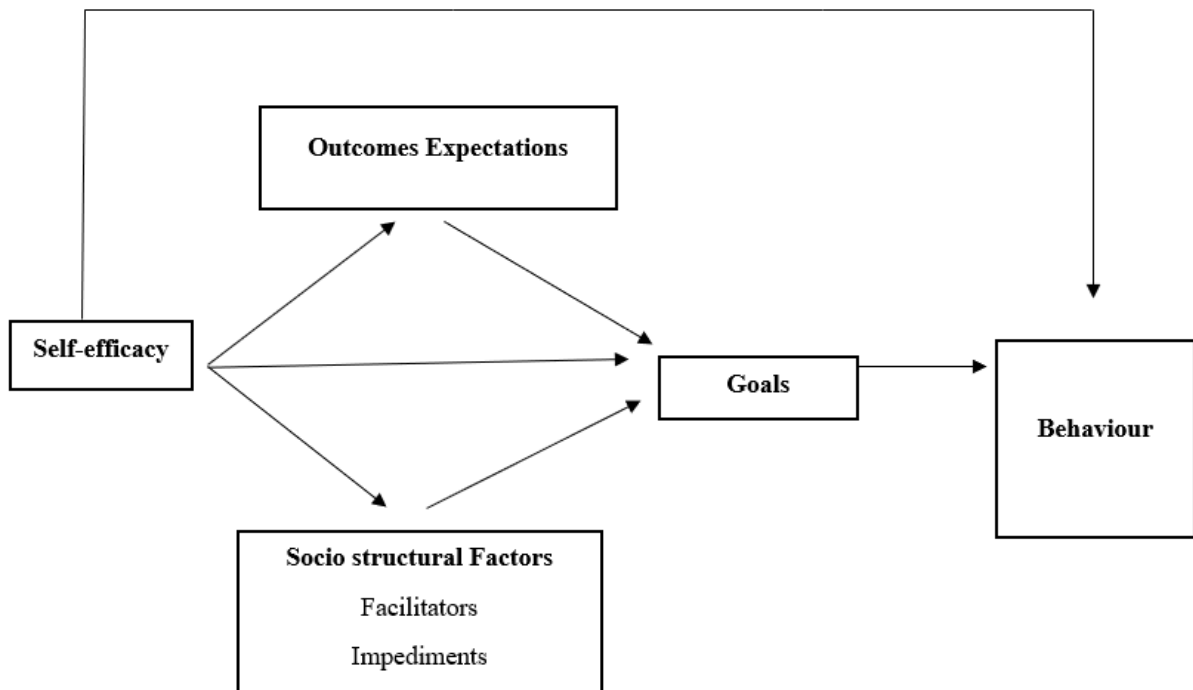 Outcomes Expectations
Self-efficacy
Goals
Behaviour
Socio structural Factors
Facilitators
Impediments